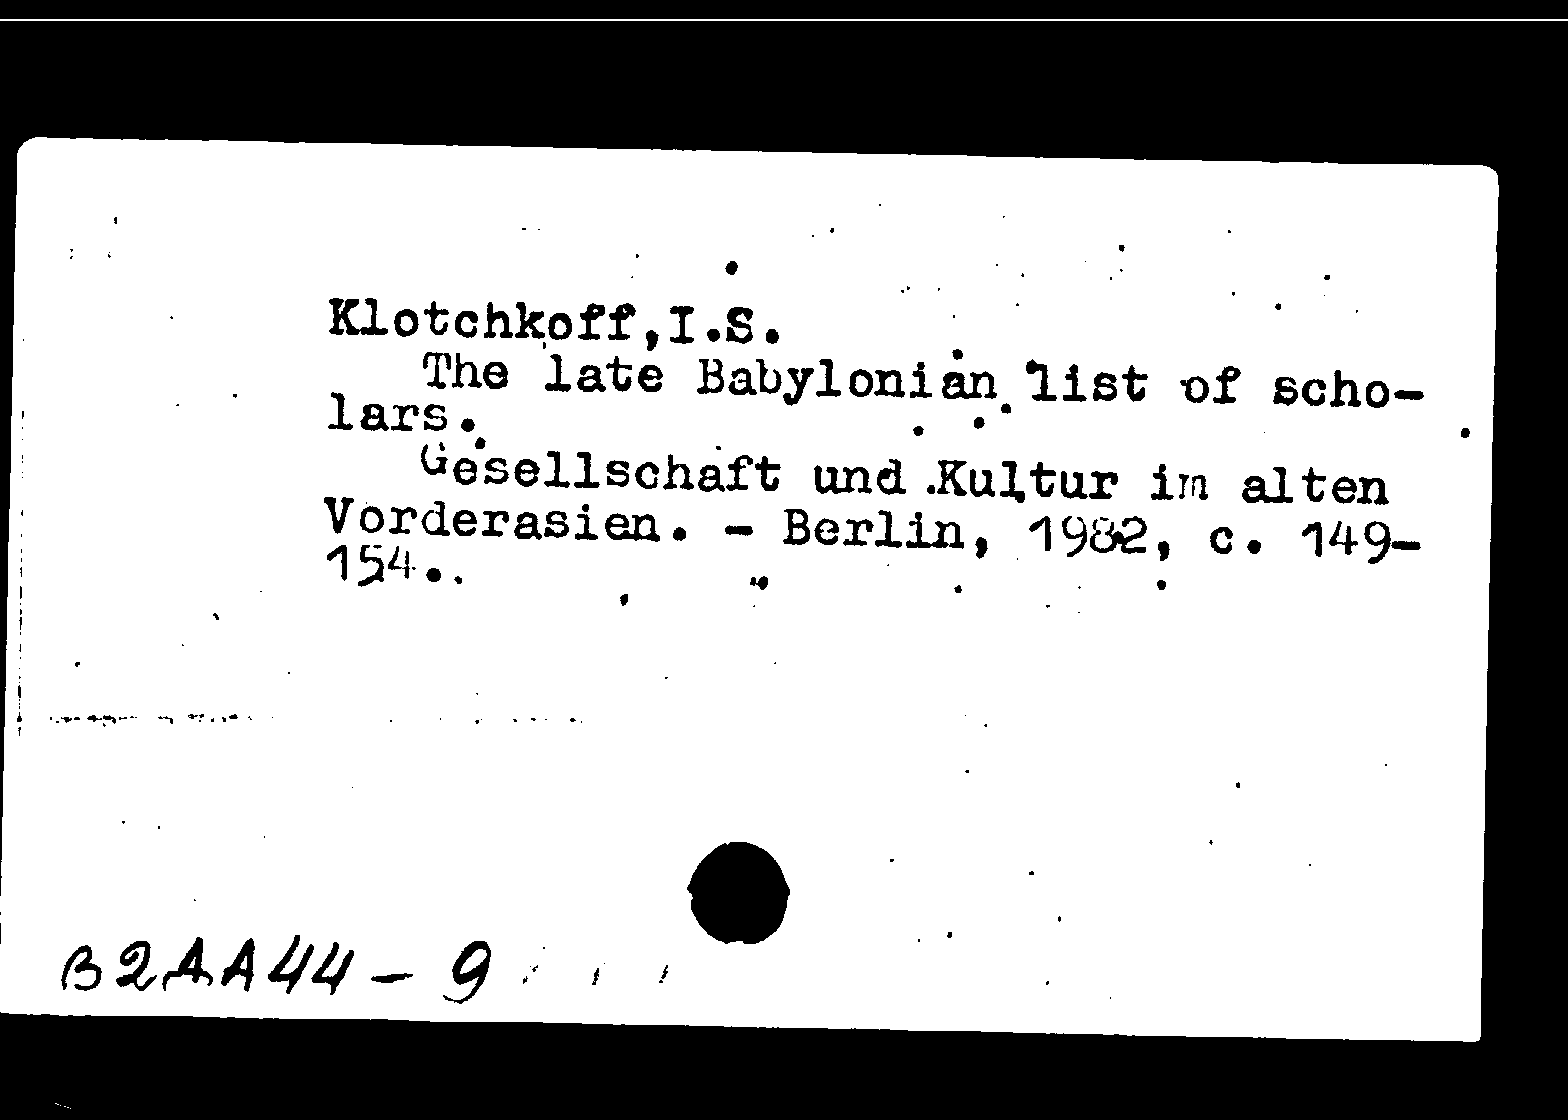 Klotchkoff,I.S.
The late Babylonian list of scho-
lars.
Gesellschaft und Kultur im alten
Vorderasien. - Berlin, 1982, c. 149-
154.
В2ДА44-9